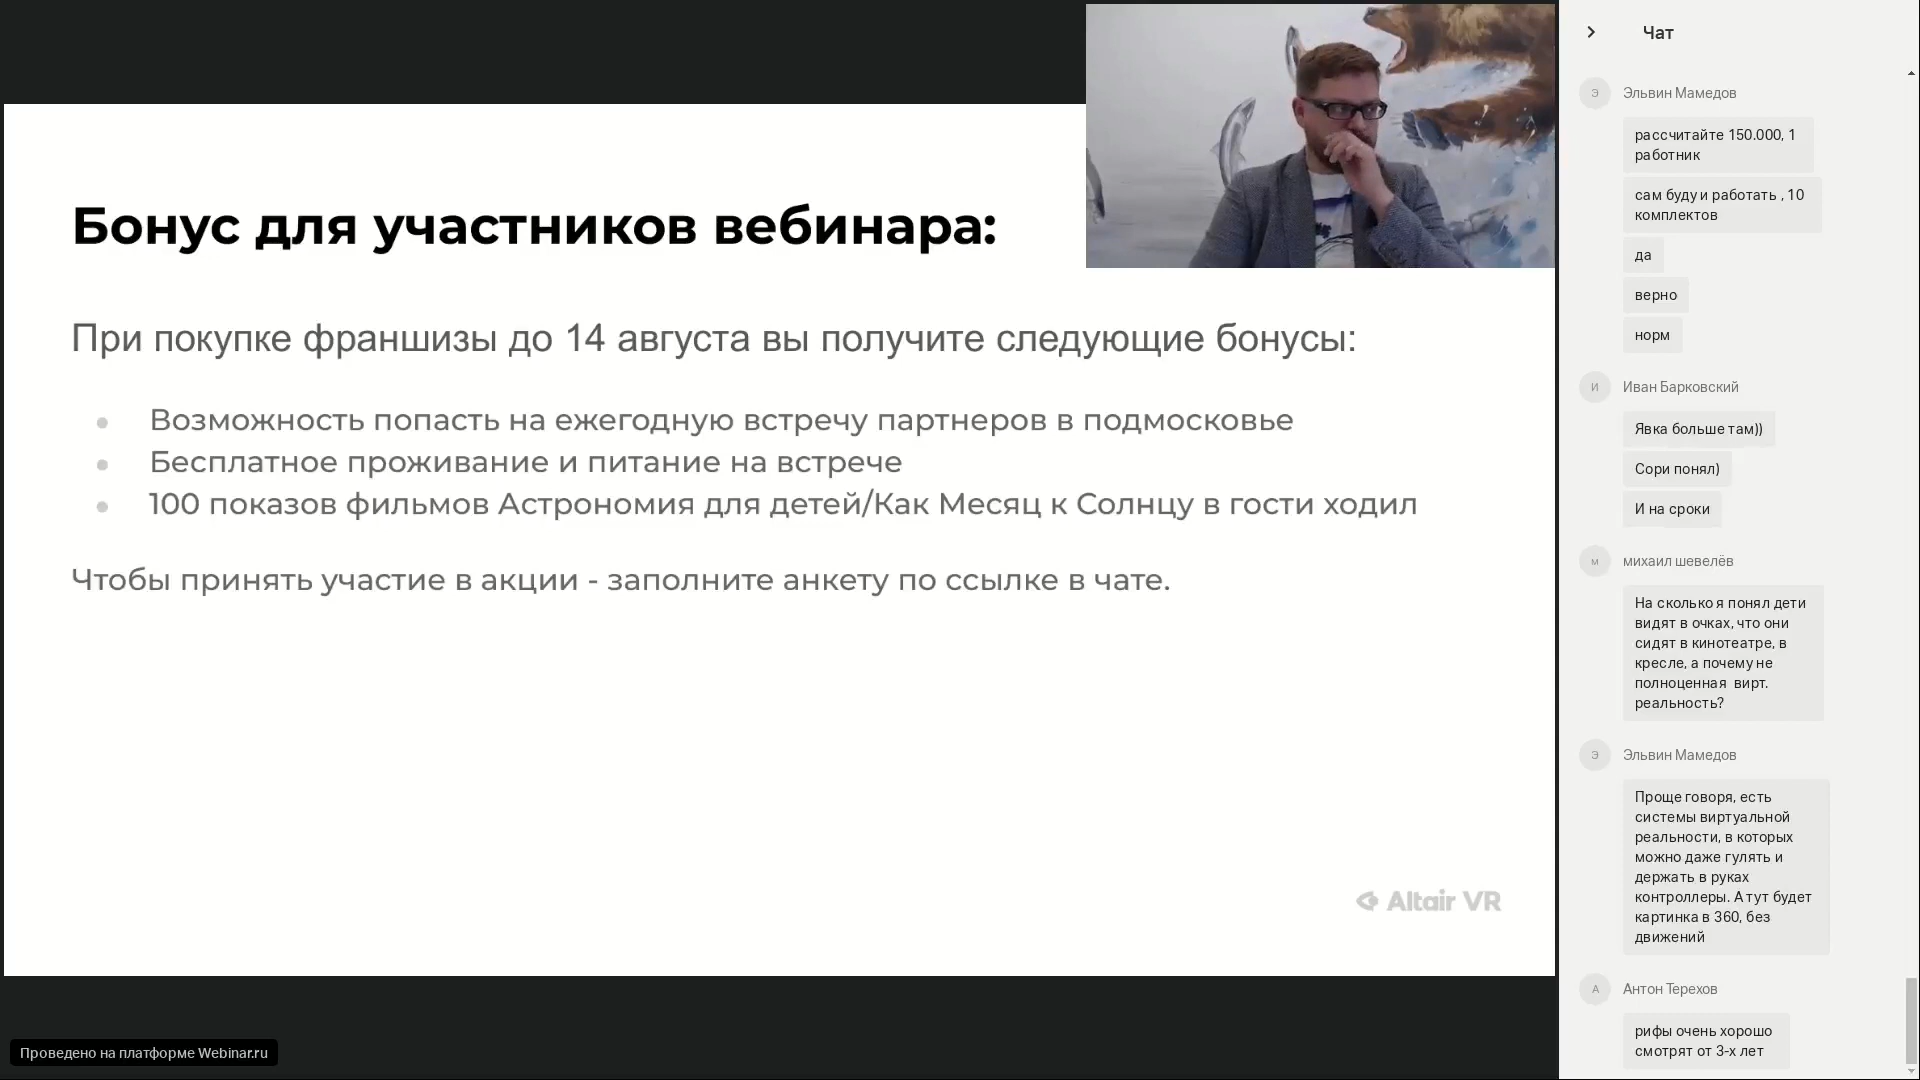 Бонус для участников вебинара:
При покупке франшизы до 14 августа вы получите следующие бонусы:
Возможность попасть на ежегодную встречу партнеров в подмосковье
Бесплатное проживание и питание на встрече
100 показов фильмов Астрономия для детей/Как Месяц к Солнцу в гости ходил
Чтобы принять участие в акции - заполните анкету по ссылке в чате.
Altair VR
Проведено на платформе Webinar.ru
Чат
Э
Эльвин Мамедов
рассчитайте 150.000, 1
работник
сам буду и работать , 10
комплектов
да
верно
норм
И
Иван Барковский
Явка больше там))
Сори понял)
И на сроки
м
михаил шевелёв
На сколько я понял дети
видят в очках, что они
сидят в кинотеатре, в
кресле, а почему не
полноценная вирт.
реальность?
Э
Эльвин Мамедов
Проще говоря, есть
системы виртуальной
реальности, в которых
можно даже гулять и
держать в руках
контроллеры. А тут будет
картинка в 360, без
движений
А
Антон Терехов
рифы очень хорошо
смотрят от 3-х лет